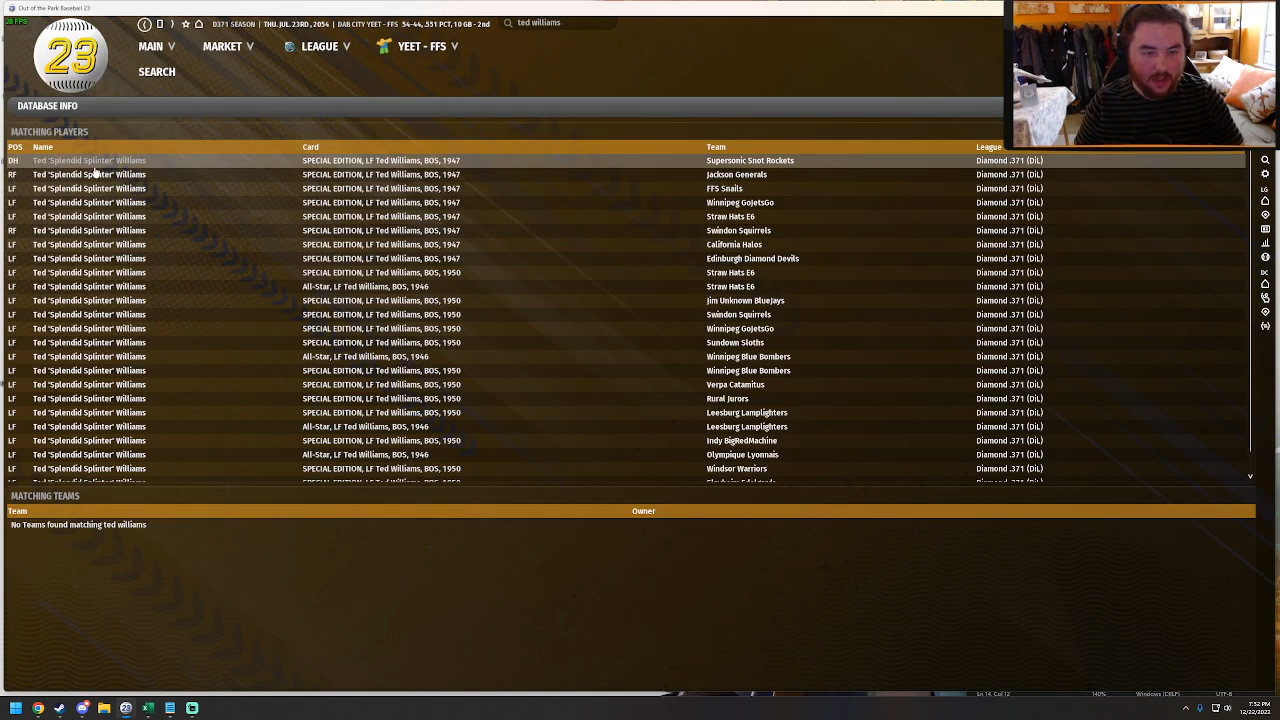 Out of the Park Baseball 23
28 FPS
D371 SEASON | THU. JUL. 23RD, 2054 | DAB CITY YEET - FFS 54-44, .551 PCT, 10 GB - 2nd
ted williams
23
MAIN MARKET LEAGUE YEET - FFS
SEARCH
DATABASE INFO
MATCHING PLAYERS
POS Name Card Team League
DH Ted 'Splendid Splinter' Williams SPECIAL EDITION, LF Ted Williams, BOS, 1947 Supersonic Snot Rockets Diamond .371 (DiL)
RF Ted 'Splendid Splinter' Williams SPECIAL EDITION, LF Ted Williams, BOS, 1947 Jackson Generals Diamond .371 (DiL)
LF Ted 'Splendid Splinter' Williams SPECIAL EDITION, LF Ted Williams, BOS, 1947 FFS Snails Diamond .371 (DiL)
LF Ted 'Splendid Splinter' Williams SPECIAL EDITION, LF Ted Williams, BOS, 1947 Winnipeg GoJetsGo Diamond .371 (DiL)
LF Ted 'Splendid Splinter' Williams SPECIAL EDITION, LF Ted Williams, BOS, 1947 Straw Hats E6 Diamond .371 (DiL)
RF Ted 'Splendid Splinter' Williams SPECIAL EDITION, LF Ted Williams, BOS, 1947 Swindon Squirrels Diamond .371 (DiL)
LF Ted 'Splendid Splinter' Williams SPECIAL EDITION, LF Ted Williams, BOS, 1947 California Halos Diamond .371 (DiL)
LF Ted 'Splendid Splinter' Williams SPECIAL EDITION, LF Ted Williams, BOS, 1947 Edinburgh Diamond Devils Diamond .371 (DiL)
LF Ted 'Splendid Splinter' Williams SPECIAL EDITION, LF Ted Williams, BOS, 1950 Straw Hats E6 Diamond .371 (DiL)
LF Ted 'Splendid Splinter' Williams All-Star, LF Ted Williams, BOS, 1946 Straw Hats E6 Diamond .371 (DiL)
LF Ted 'Splendid Splinter' Williams SPECIAL EDITION, LF Ted Williams, BOS, 1950 Jim Unknown BlueJays Diamond .371 (DiL)
LF Ted 'Splendid Splinter' Williams SPECIAL EDITION, LF Ted Williams, BOS, 1950 Swindon Squirrels Diamond .371 (DiL)
LF Ted 'Splendid Splinter' Williams SPECIAL EDITION, LF Ted Williams, BOS, 1950 Winnipeg GoJetsGo Diamond .371 (DiL)
LF Ted 'Splendid Splinter' Williams SPECIAL EDITION, LF Ted Williams, BOS, 1950 Sundown Sloths Diamond .371 (DiL)
LF Ted 'Splendid Splinter' Williams All-Star, LF Ted Williams, BOS, 1946 Winnipeg Blue Bombers Diamond .371 (DiL)
LF Ted 'Splendid Splinter' Williams SPECIAL EDITION, LF Ted Williams, BOS, 1950 Winnipeg Blue Bombers Diamond .371 (DiL)
LF Ted 'Splendid Splinter' Williams SPECIAL EDITION, LF Ted Williams, BOS, 1950 Verpa Catamitus Diamond .371 (DiL)
LF Ted 'Splendid Splinter' Williams SPECIAL EDITION, LF Ted Williams, BOS, 1950 Rural Jurors Diamond .371 (DiL)
LF Ted 'Splendid Splinter' Williams SPECIAL EDITION, LF Ted Williams, BOS, 1950 Leesburg Lamplighters Diamond .371 (DiL)
LF Ted 'Splendid Splinter' Williams All-Star, LF Ted Williams, BOS, 1946 Leesburg Lamplighters Diamond .371 (DiL)
LF Ted 'Splendid Splinter' Williams SPECIAL EDITION, LF Ted Williams, BOS, 1950 Indy BigRedMachine Diamond .371 (DiL)
LF Ted 'Splendid Splinter' Williams All-Star, LF Ted Williams, BOS, 1946 Olympique Lyonnais Diamond .371 (DiL)
LF Ted 'Splendid Splinter' Williams SPECIAL EDITION, LF Ted Williams, BOS, 1950 Windsor Warriors Diamond .371 (DiL)
LG
DC
MATCHING TEAMS
Team Owner
No Teams found matching ted williams
Ln 14, Col 12 140% Windows (CRLF) UTF-8
7:32 PM
12/22/2022